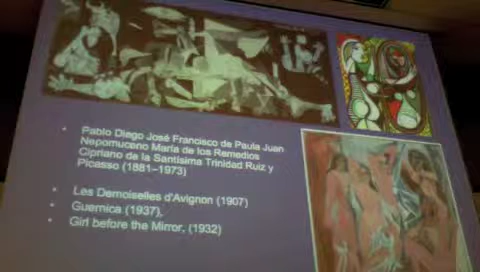 Pablo Diego José Francisco de Paula Juan
Nepomuceno María de los Remedios
Cipriano de la Santísima Trinidad Ruiz y
Picasso (1881–1973)
Les Demoiselles d'Avignon (1907)
Guernica (1937),
Girl before the Mirror, (1932)